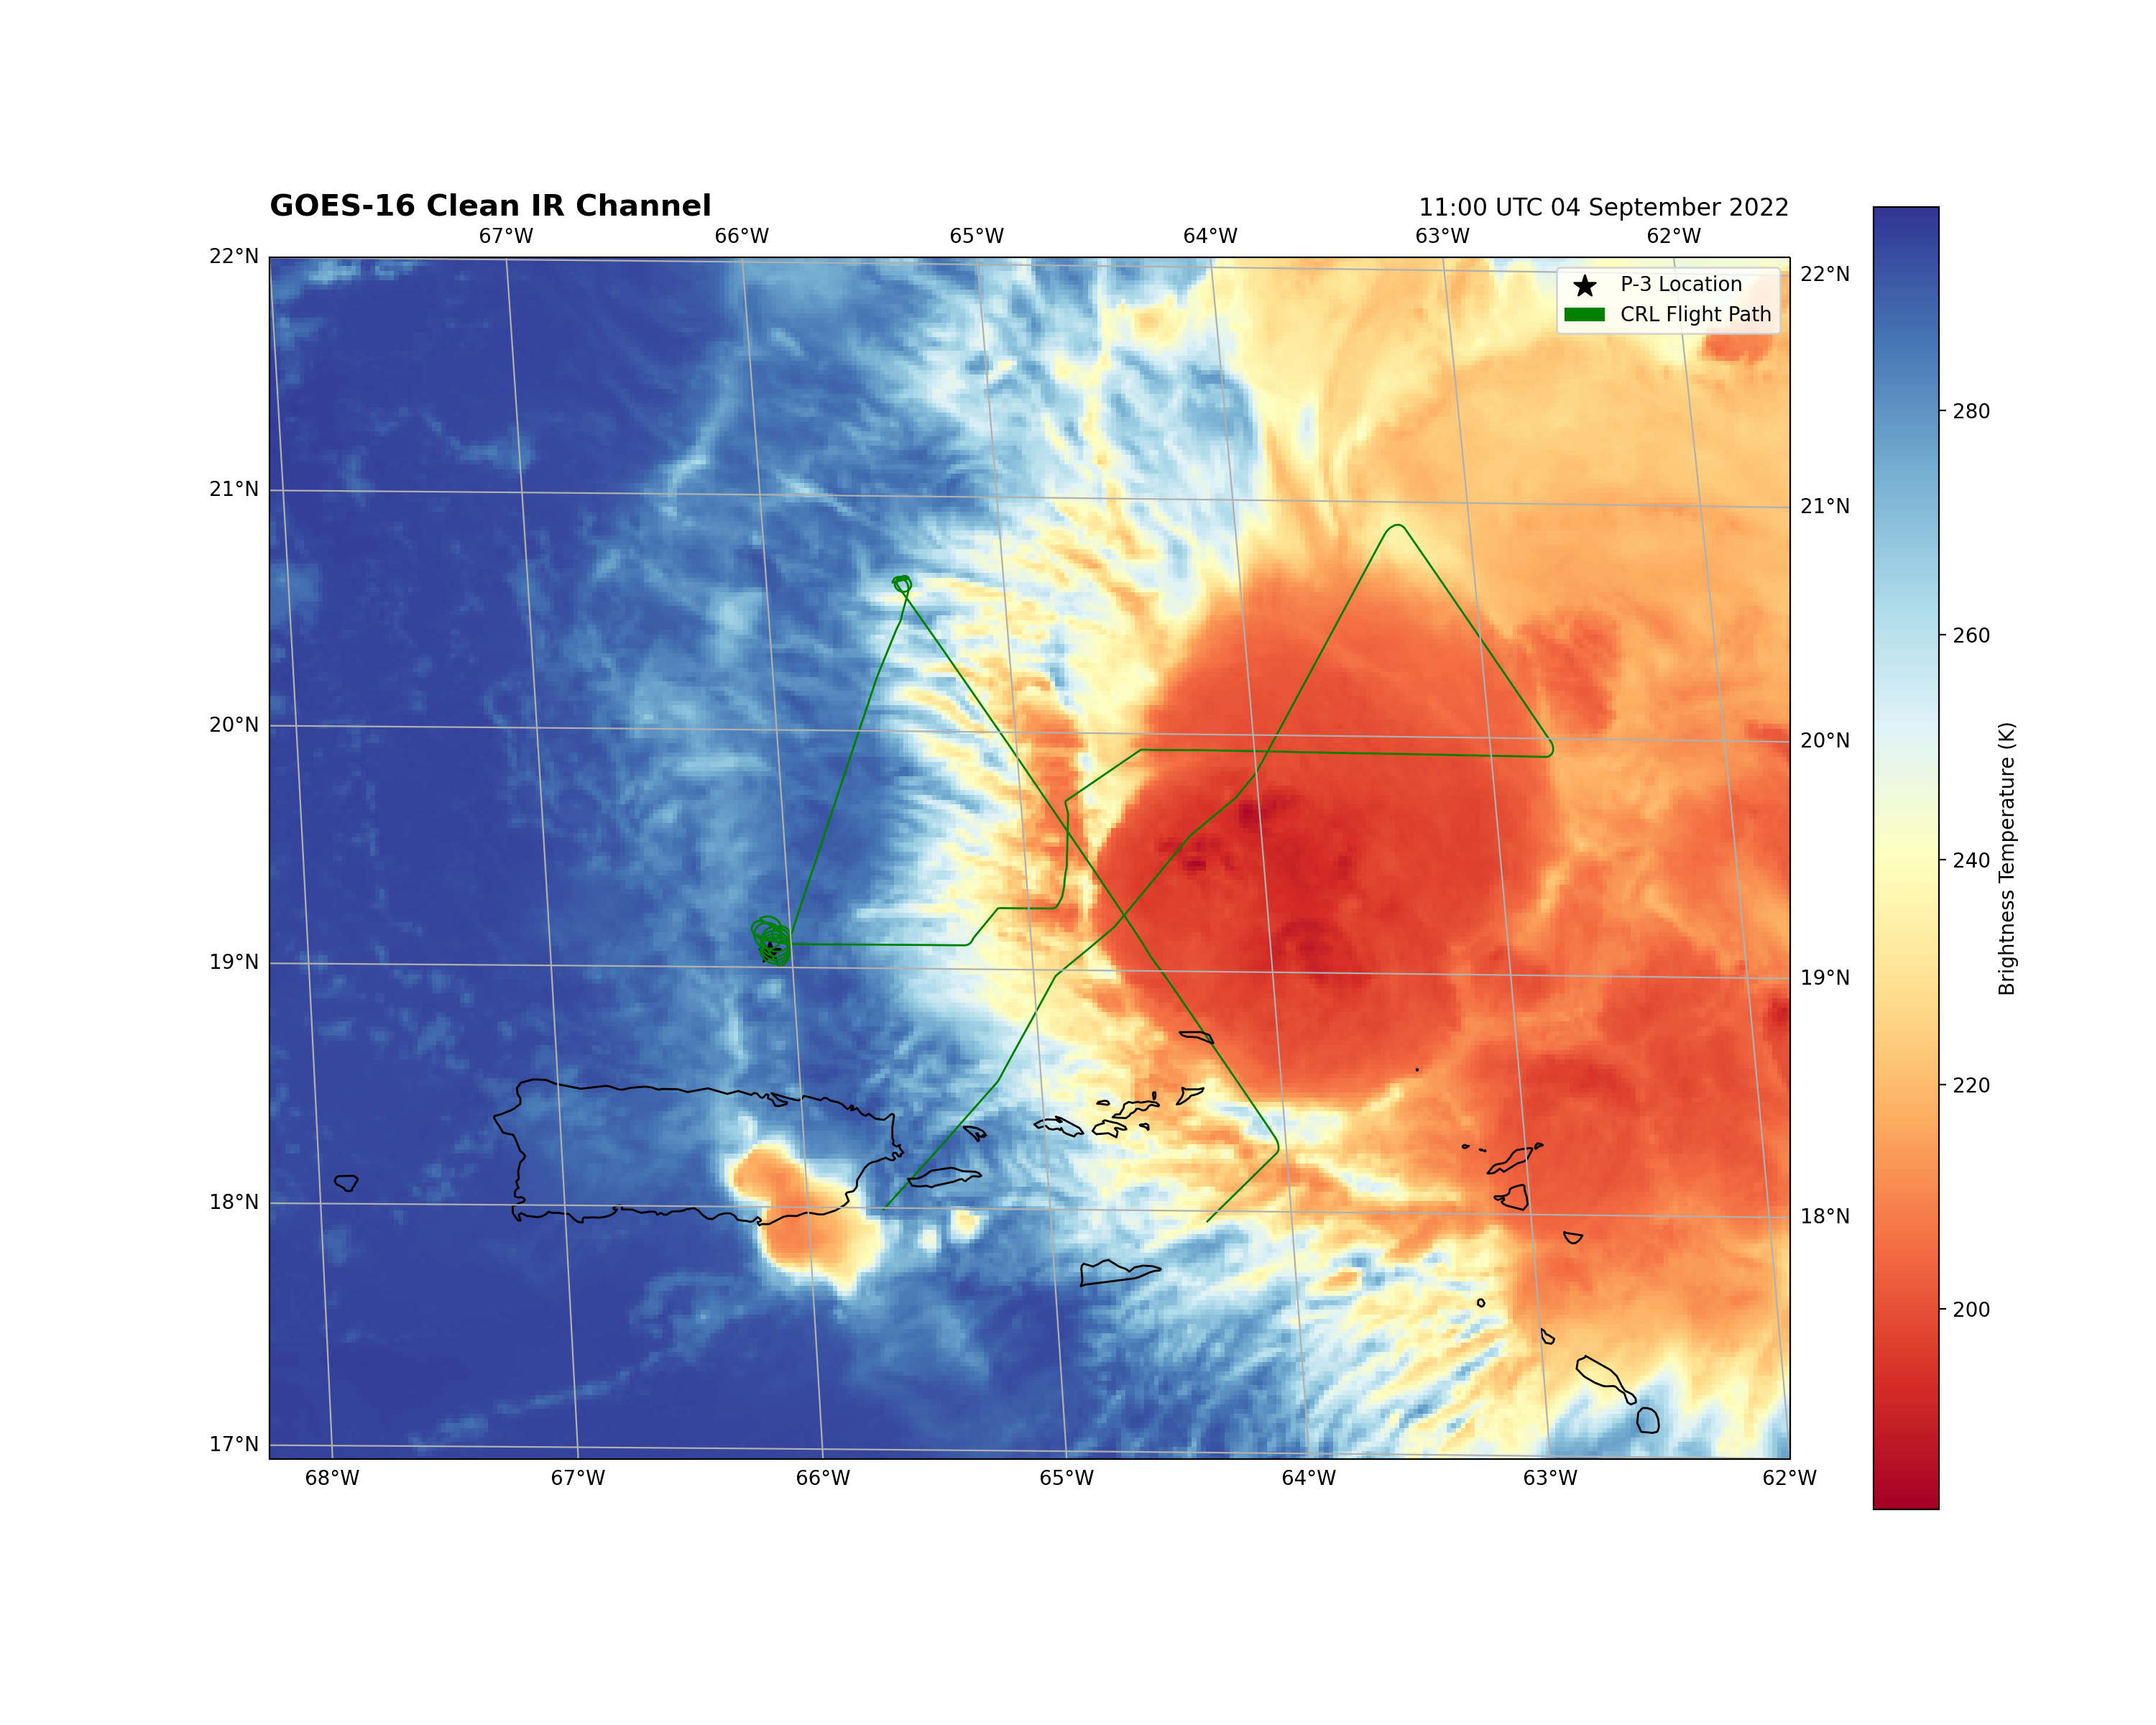 GOES-16 Clean IR Channel
11:00 UTC 04 September 2022
67°W 66°W 65°W 64°W 63°W 62°W
22°N
22°N
P-3 Location
CRL Flight Path
280
21°N
21°N
260
20°N
20°N
Brightness Temperature (K)
240
19°N
19°N
220
18°N
18°N
200
17°N
68°W 67°W 66°W 65°W 64°W 63°W 62°W